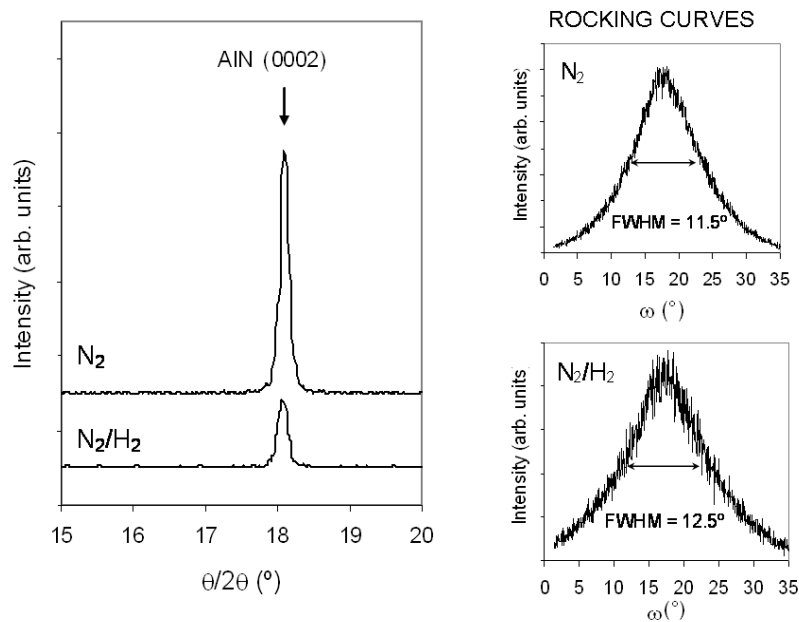 AlN (0002)
Intensity (arb. units)
N₂
N₂/H₂
15 16 17 18 19 20
θ/2θ (º)
ROCKING CURVES
N₂
Intensity (arb. units)
FWHM = 11.5º
0 5 10 15 20 25 30 35
ω (°)
N₂/H₂
Intensity (arb. units)
FWHM = 12.5º
0 5 10 15 20 25 30 35
ω(°)